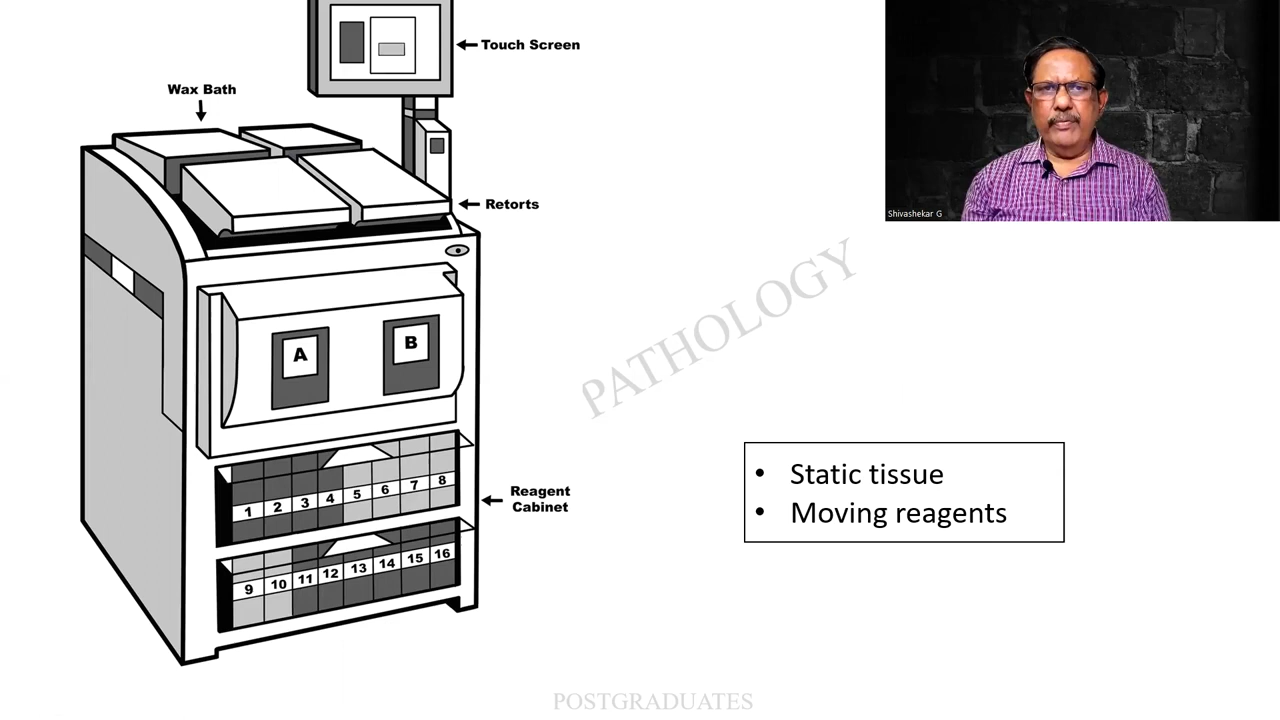 Touch Screen
Wax Bath
Retorts
Shivashekar G
A
B
PATHOLOGY
1 2 3 4 5 6 7 8
Reagent
Cabinet
9 10 11 12 13 14 15 16
• Static tissue
• Moving reagents
POSTGRADUATES